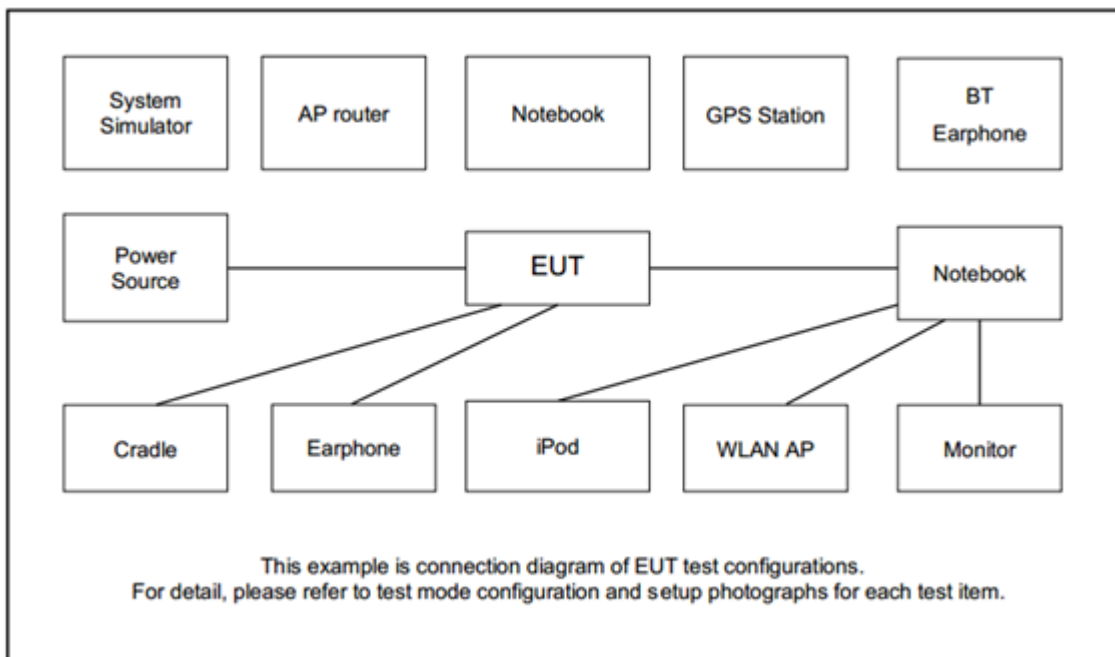 System
Simulator
AP router
Notebook
GPS Station
BT
Earphone
Power
Source
EUT
Notebook
Cradle
Earphone
iPod
WLAN AP
Monitor
This example is connection diagram of EUT test configurations.
For detail, please refer to test mode configuration and setup photographs for each test item.